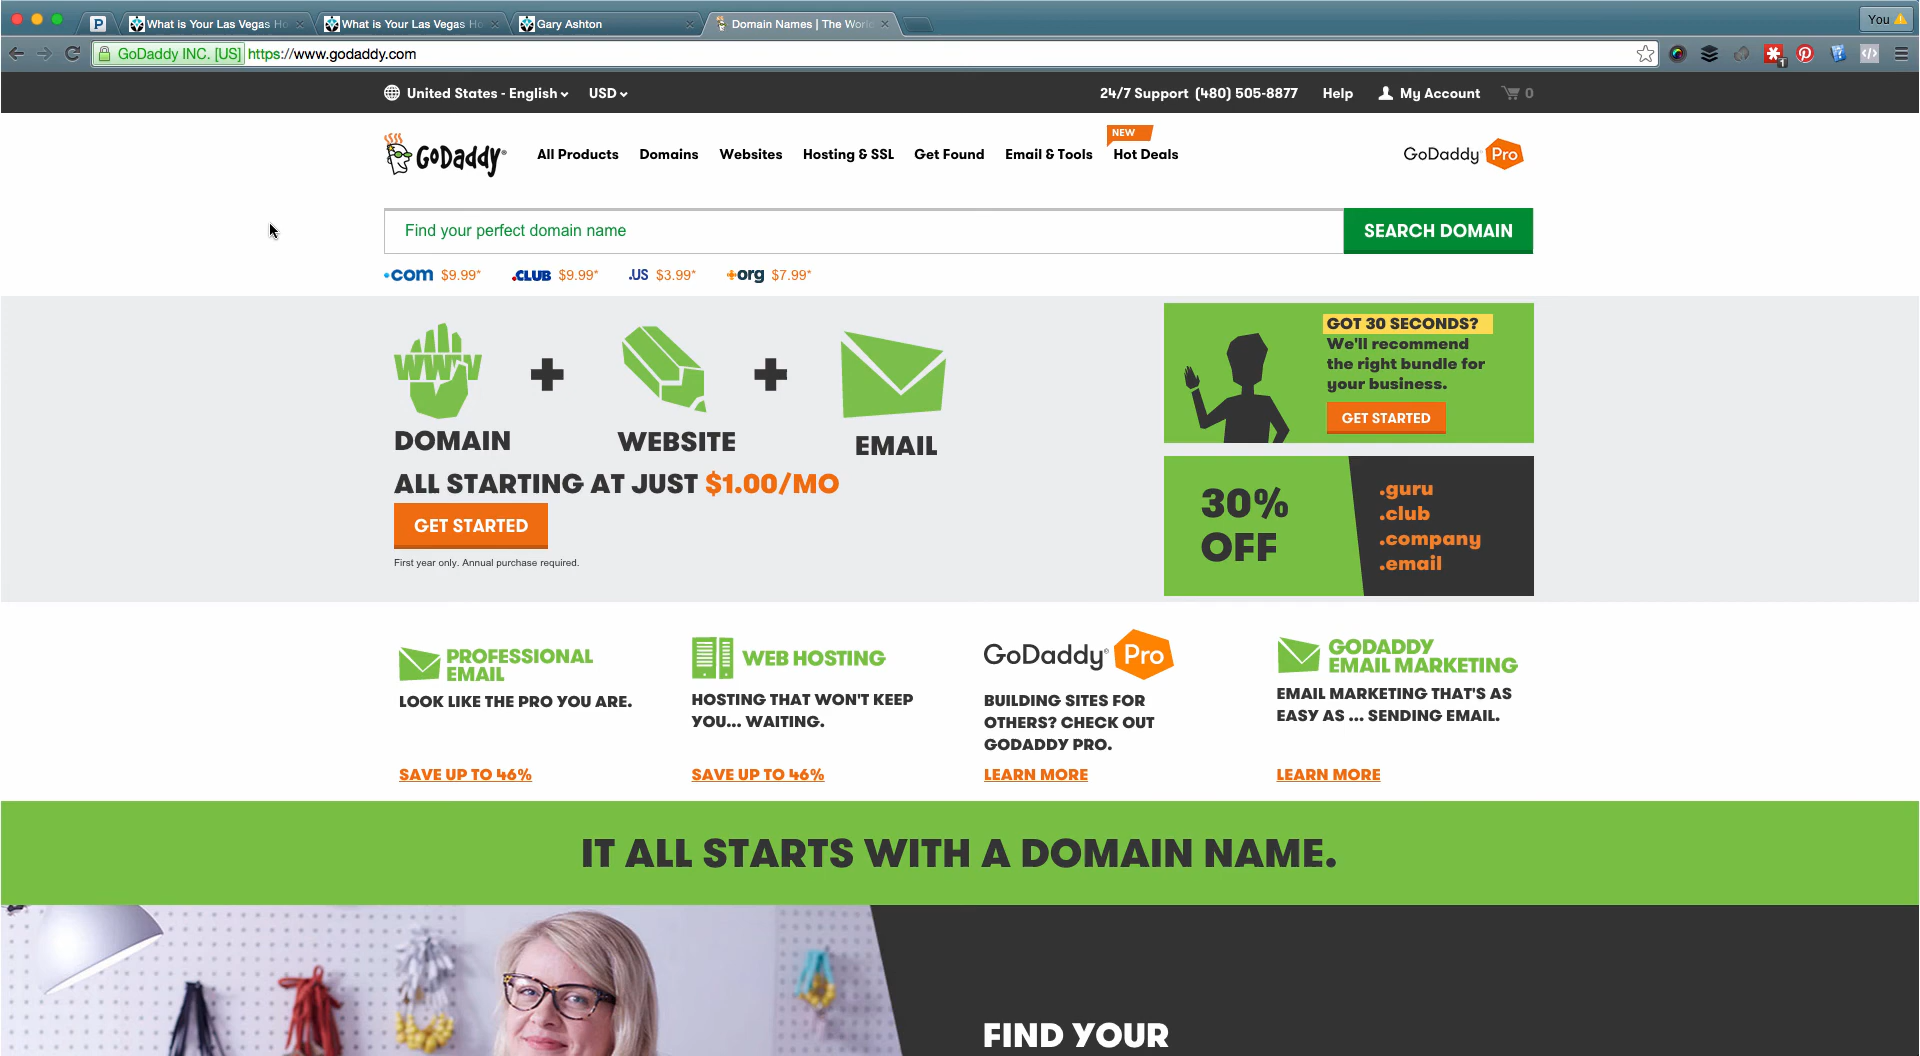 What is Your Las Vegas Ho
What is Your Las Vegas Ho
Gary Ashton
Domain Names | The World
You
GoDaddy INC. [US] https://www.godaddy.com
1
United States - English
USD
24/7 Support (480) 505-8877
Help
My Account
0
GoDaddy
All Products
Domains
Websites
Hosting & SSL
Get Found
Email & Tools
NEW
Hot Deals
GoDaddy Pro
Find your perfect domain name
SEARCH DOMAIN
.com $9.99*
.CLUB $9.99*
.US $3.99*
.org $7.99*
WWW
DOMAIN
WEBSITE
EMAIL
ALL STARTING AT JUST $1.00/MO
GET STARTED
First year only. Annual purchase required.
GOT 30 SECONDS?
We'll recommend
the right bundle for
your business.
GET STARTED
30%
OFF
.guru
.club
.company
.email
PROFESSIONAL
EMAIL
LOOK LIKE THE PRO YOU ARE.
SAVE UP TO 46%
WEB HOSTING
HOSTING THAT WON'T KEEP
YOU... WAITING.
SAVE UP TO 46%
GoDaddy Pro
BUILDING SITES FOR
OTHERS? CHECK OUT
GODADDY PRO.
LEARN MORE
GODADDY
EMAIL MARKETING
EMAIL MARKETING THAT'S AS
EASY AS ... SENDING EMAIL.
LEARN MORE
IT ALL STARTS WITH A DOMAIN NAME.
FIND YOUR